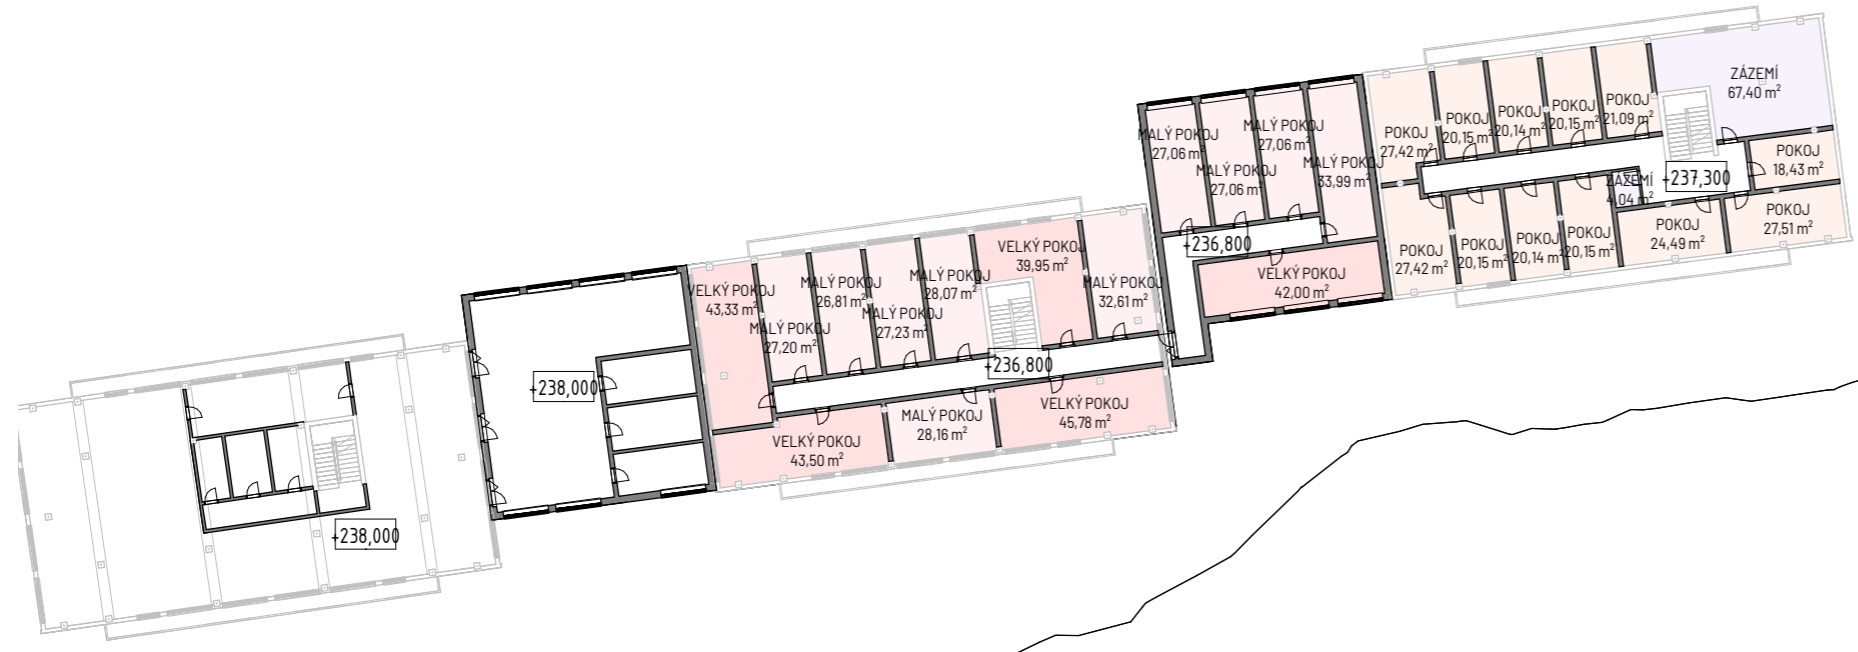 +238,000
+238,000
VELKÝ POKOJ
43,33 m²
MALÝ POKOJ
27,20 m²
MALÝ POKOJ
26,81 m²
MALÝ POKOJ
27,23 m²
MALÝ POKOJ
28,07 m²
VELKÝ POKOJ
39,95 m²
MALÝ POKOJ
32,61 m²
+236,800
VELKÝ POKOJ
43,50 m²
MALÝ POKOJ
28,16 m²
VELKÝ POKOJ
45,78 m²
MALÝ POKOJ
27,06 m²
MALÝ POKOJ
27,06 m²
MALÝ POKOJ
27,06 m²
MALÝ POKOJ
33,99 m²
+236,800
VELKÝ POKOJ
42,00 m²
POKOJ
27,42 m²
POKOJ
20,15 m²
POKOJ
20,14 m²
POKOJ
20,15 m²
POKOJ
21,09 m²
ZÁZEMÍ
67,40 m²
POKOJ
18,43 m²
ZÁZEMÍ
4,04 m²
+237,300
POKOJ
27,42 m²
POKOJ
20,15 m²
POKOJ
20,14 m²
POKOJ
20,15 m²
POKOJ
24,49 m²
POKOJ
27,51 m²